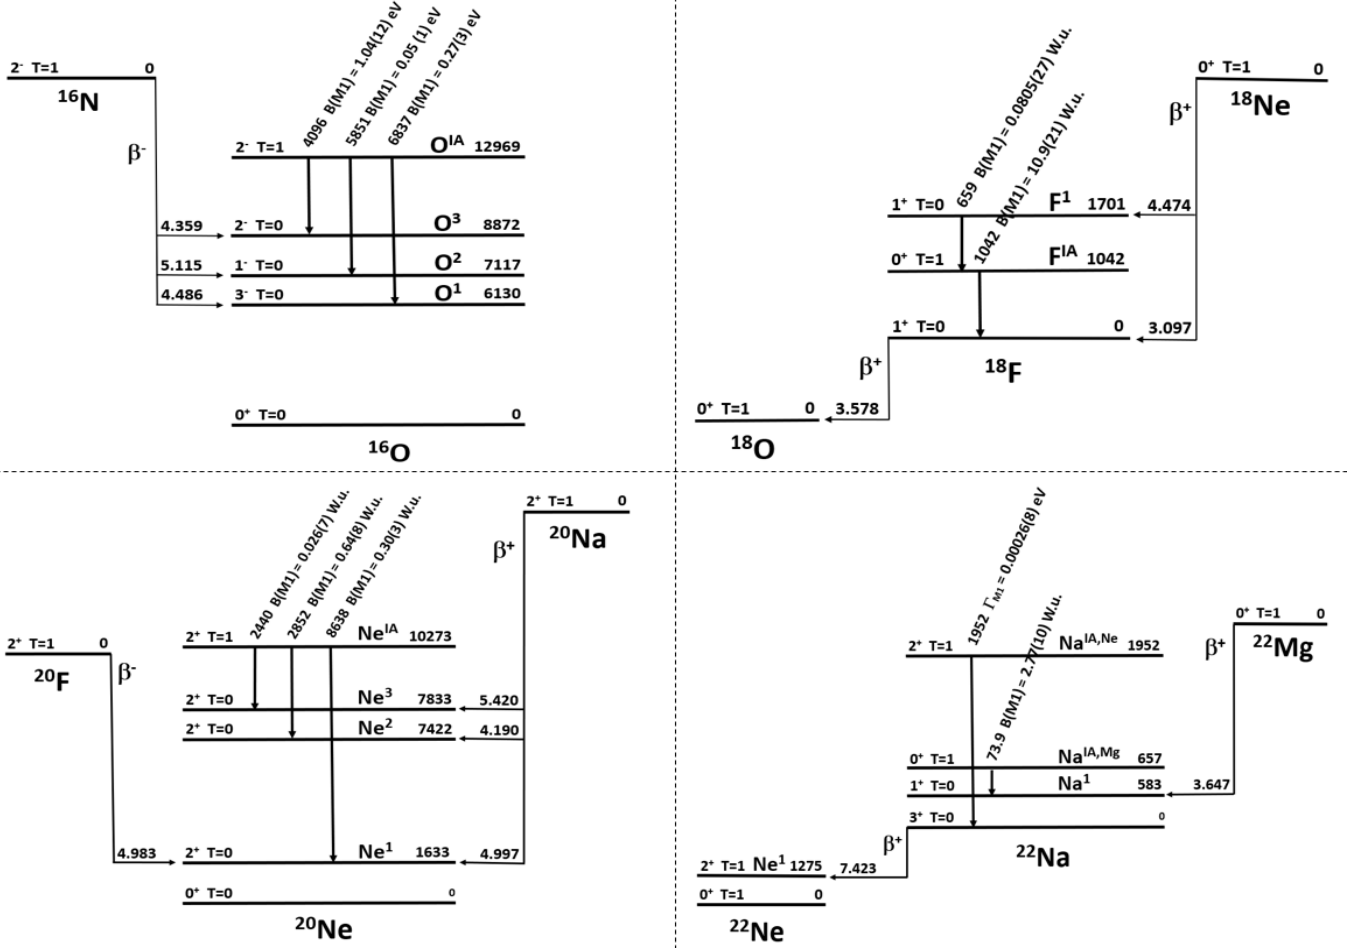 2⁻ T=1 0
¹⁶N
β⁻
4096 B(M1) = 1.04(12) eV
5851 B(M1) = 0.05 (1) eV
6837 B(M1) = 0.27(3) eV
2⁻ T=1 Oᴵᴬ 12969
4.359 2⁻ T=0 O³ 8872
5.115 1⁻ T=0 O² 7117
4.486 3⁻ T=0 O¹ 6130
0⁺ T=0 0
¹⁶O
0⁺ T=1 0
¹⁸Ne
β⁺
659 B(M1) = 0.0805(27) W.u.
1042 B(M1) = 10.9(21) W.u.
1⁺ T=0 F¹ 1701 4.474
0⁺ T=1 Fᴵᴬ 1042
1⁺ T=0 0 3.097
¹⁸F
β⁺
0⁺ T=1 0 3.578
¹⁸O
2⁺ T=1 0
²⁰Na
β⁺
2440 B(M1) = 0.026(7) W.u.
2852 B(M1) = 0.64(8) W.u.
8638 B(M1) = 0.30(3) W.u.
2⁺ T=1 0
²⁰F
β⁻
2⁺ T=1 Neᴵᴬ 10273
2⁺ T=0 Ne³ 7833 5.420
2⁺ T=0 Ne² 7422 4.190
4.983 2⁺ T=0 Ne¹ 1633 4.997
0⁺ T=0 0
²⁰Ne
1952 Γ_M1 = 0.00026(8) eV
73.9 B(M1) = 2.77(10) W.u.
0⁺ T=1 0
²²Mg
β⁺
2⁺ T=1 Naᴵᴬ,ᴺᵉ 1952
0⁺ T=1 Naᴵᴬ,ᴹᵍ 657
1⁺ T=0 Na¹ 583 3.647
3⁺ T=0 0
²²Na
β⁺
2⁺ T=1 Ne¹ 1275 7.423
0⁺ T=1 0
²²Ne